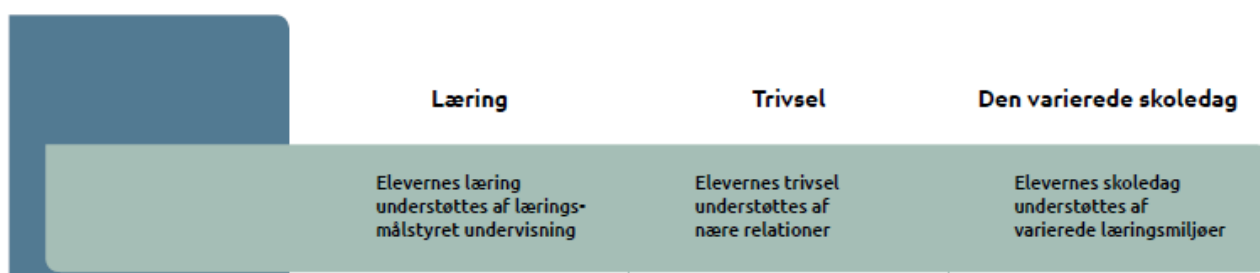 Læring
Trivsel
Den varierede skoledag
Elevernes læring
understøttes af lærings-
målstyret undervisning
Elevernes trivsel
understøttes af
nære relationer
Elevernes skoledag
understøttes af
varierede læringsmiljøer